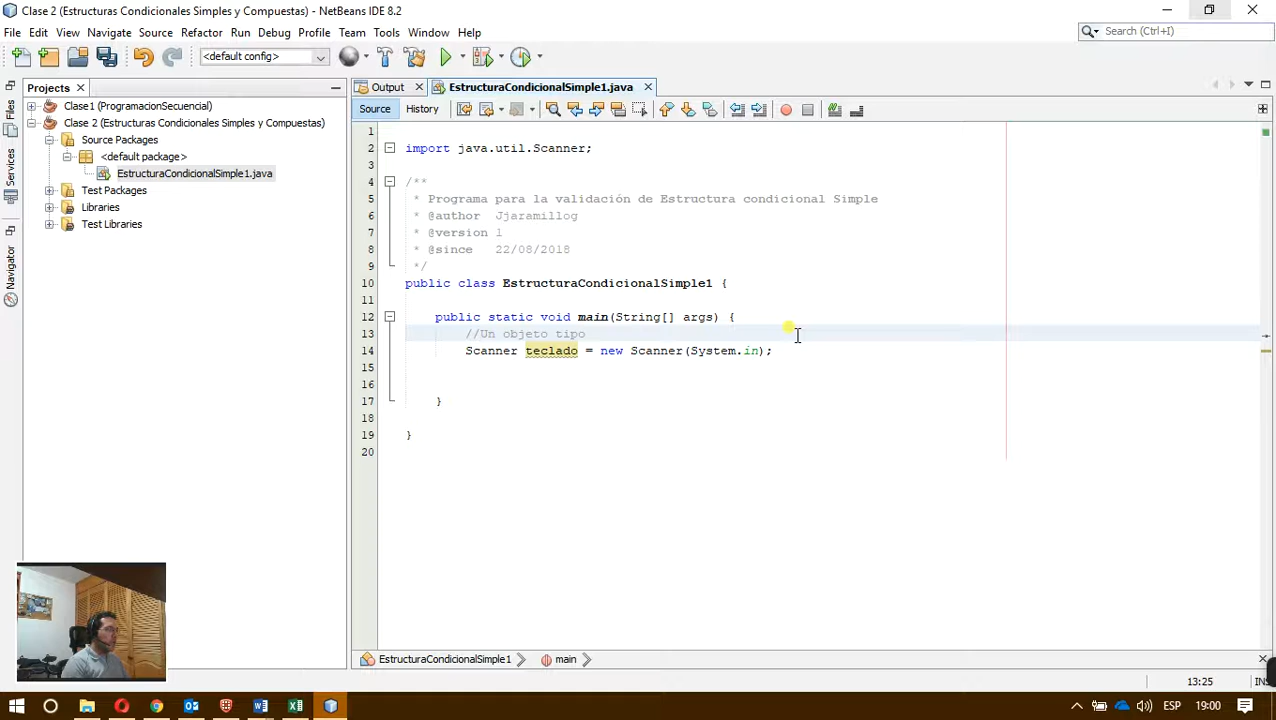 Clase 2 (Estructuras Condicionales Simples y Compuestas) - NetBeans IDE 8.2
File Edit View Navigate Source Refactor Run Debug Profile Team Tools Window Help
Search (Ctrl+I)
<default config>
Projects
Output
EstructuraCondicionalSimple1.java
Files
Services
Navigator
Clase1 (ProgramacionSecuencial)
Clase 2 (Estructuras Condicionales Simples y Compuestas)
Source Packages
<default package>
EstructuraCondicionalSimple1.java
Test Packages
Libraries
Test Libraries
Source History
1
2 import java.util.Scanner;
3
4 /**
5 * Programa para la validación de Estructura condicional Simple
6 * @author Jjaramillog
7 * @version 1
8 * @since 22/08/2018
9 */
10 public class EstructuraCondicionalSimple1 {
11
12 public static void main(String[] args) {
13 //Un objeto tipo
14 Scanner teclado = new Scanner(System.in);
15
16
17 }
18
19 }
20
EstructuraCondicionalSimple1 main
13:25 INS
ESP 19:00